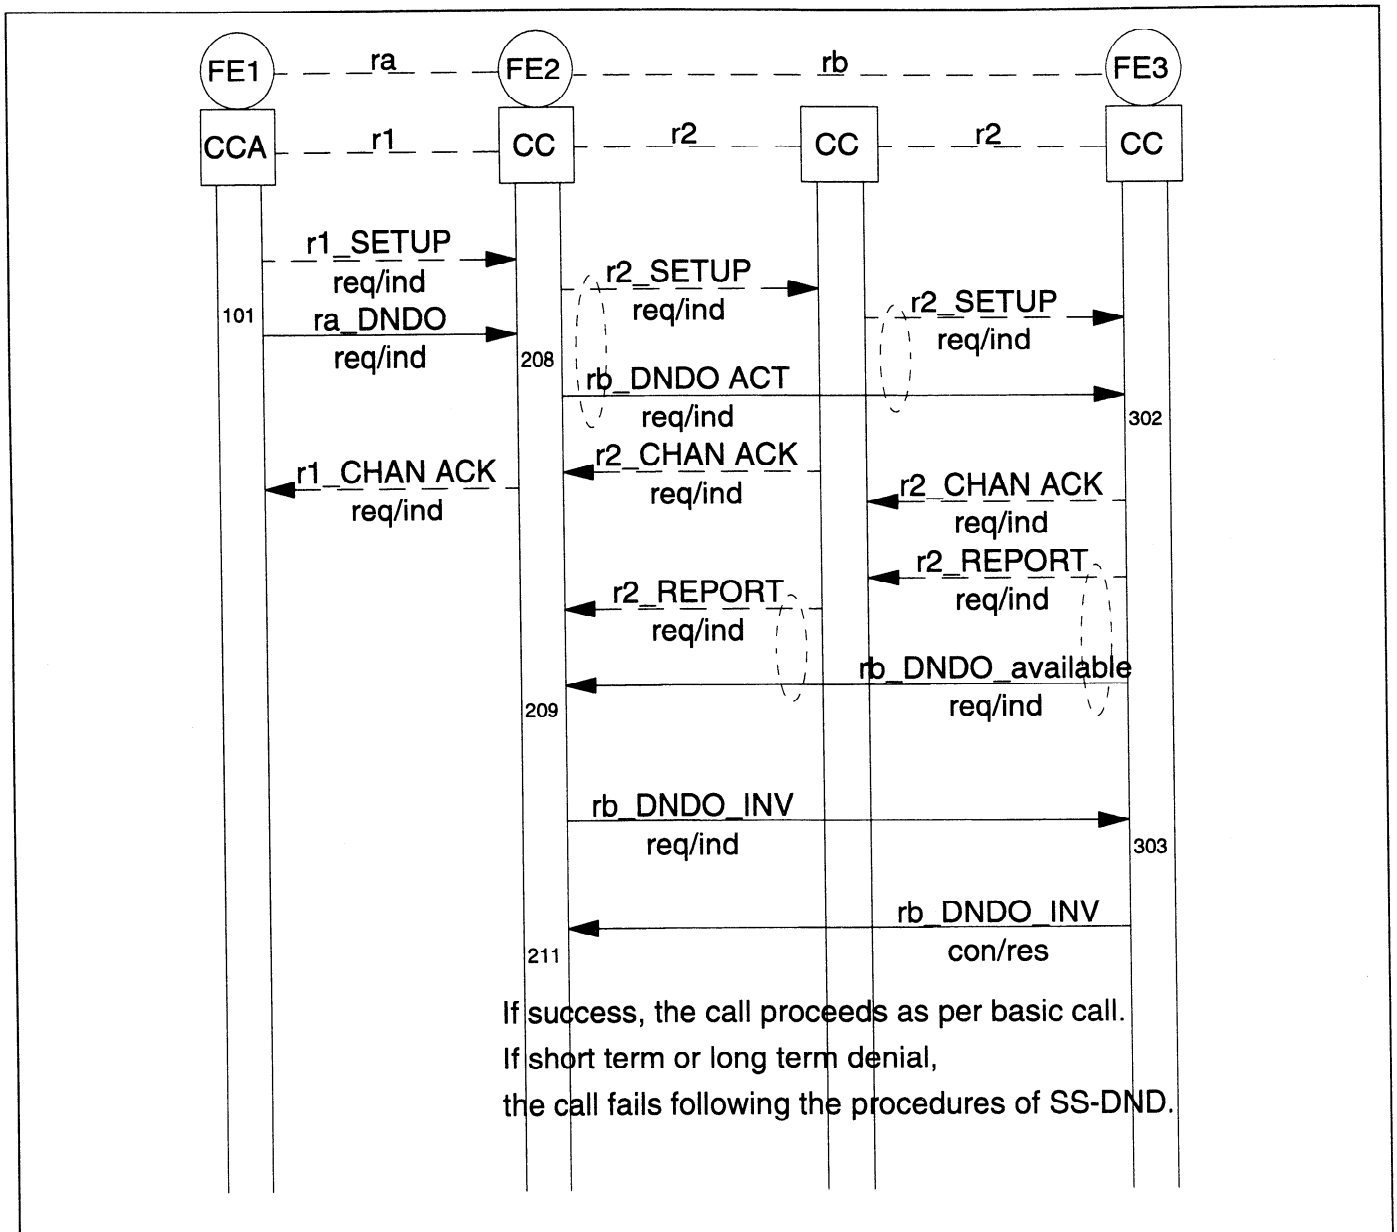 FE1 ra FE2 rb FE3
CCA r1 CC r2 CC r2 CC
r1_SETUP
req/ind
r2_SETUP
req/ind
r2_SETUP
req/ind
101
ra_DNDO
req/ind
208
rb_DNDO ACT
req/ind
302
r1_CHAN ACK
req/ind
r2_CHAN ACK
req/ind
r2_CHAN ACK
req/ind
r2_REPORT
req/ind
r2_REPORT
req/ind
rb_DNDO_available
req/ind
209
rb_DNDO_INV
req/ind
303
rb_DNDO_INV
con/res
211
If success, the call proceeds as per basic call.
If short term or long term denial,
the call fails following the procedures of SS-DND.